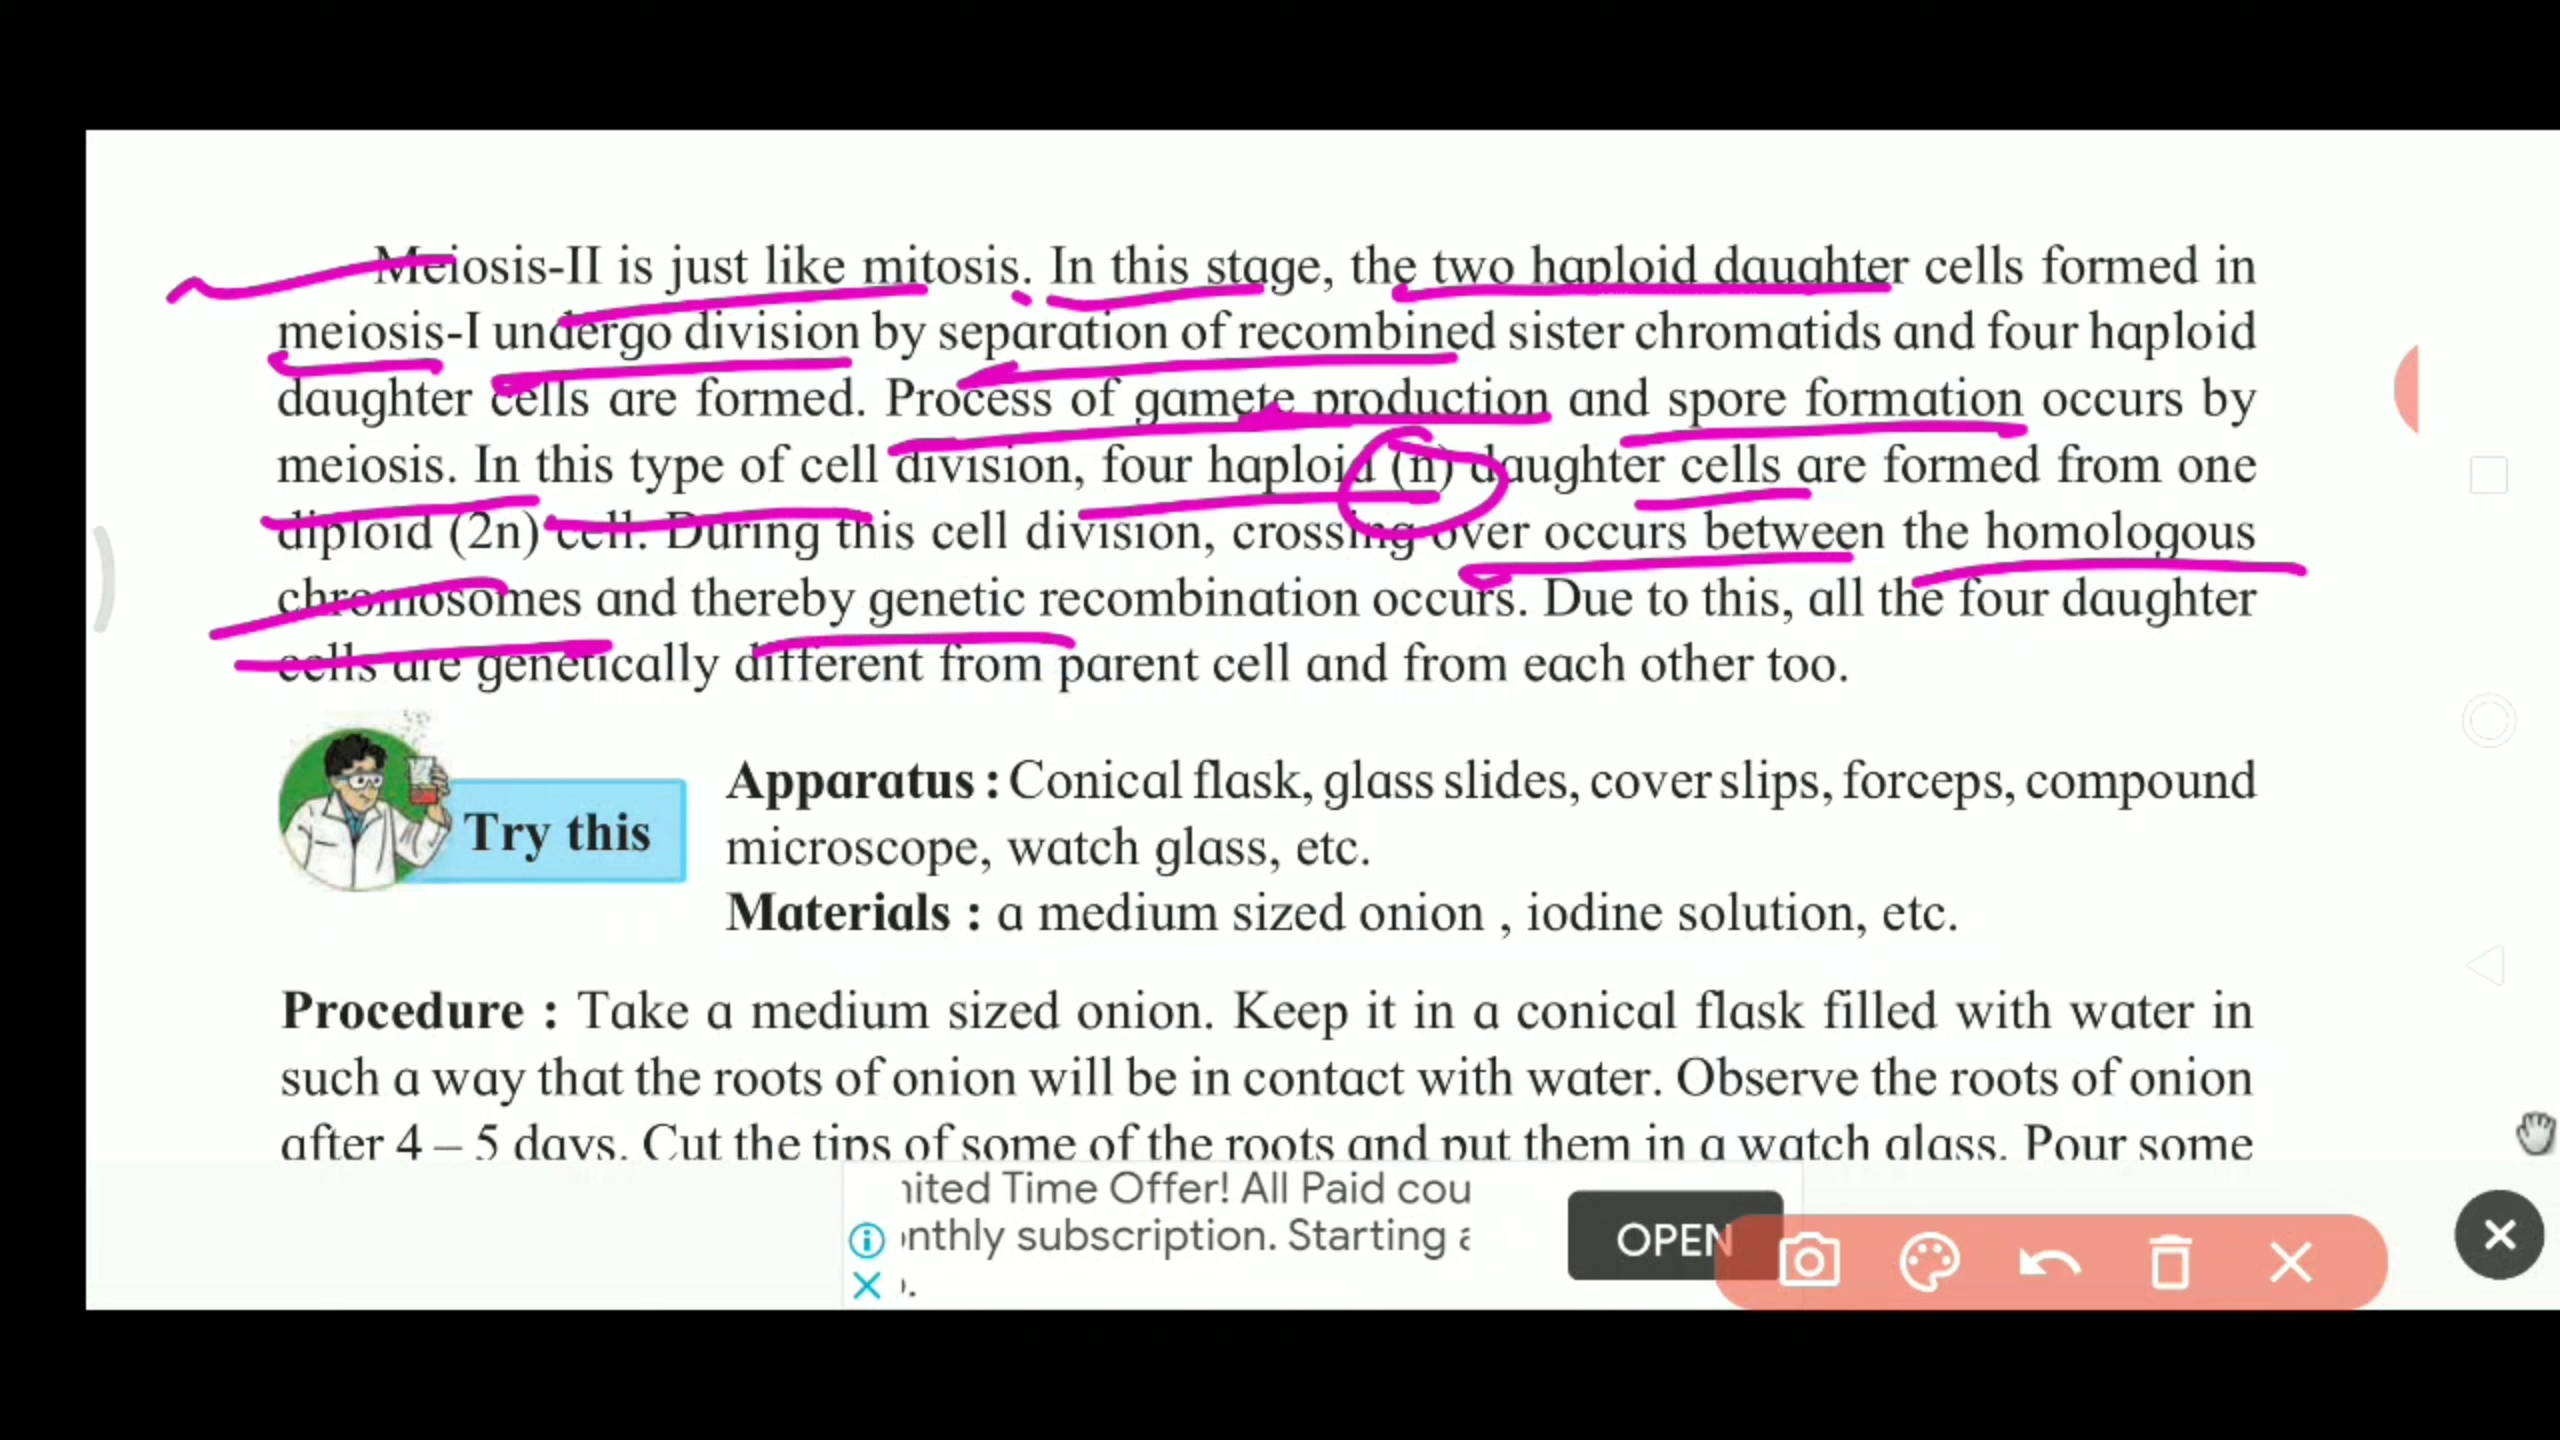 Meiosis-II is just like mitosis. In this stage, the two haploid daughter cells formed in
meiosis-I undergo division by separation of recombined sister chromatids and four haploid
daughter cells are formed. Process of gamete production and spore formation occurs by
meiosis. In this type of cell division, four haploid (n) daughter cells are formed from one
diploid (2n) cell. During this cell division, crossing over occurs between the homologous
chromosomes and thereby genetic recombination occurs. Due to this, all the four daughter
cells are genetically different from parent cell and from each other too.
Try this
Apparatus : Conical flask, glass slides, cover slips, forceps, compound
microscope, watch glass, etc.
Materials : a medium sized onion , iodine solution, etc.
Procedure : Take a medium sized onion. Keep it in a conical flask filled with water in
such a way that the roots of onion will be in contact with water. Observe the roots of onion
after 4 – 5 days. Cut the tips of some of the roots and put them in a watch glass. Pour some
Time Offer! All Paid
subscription. Starting
OPEN